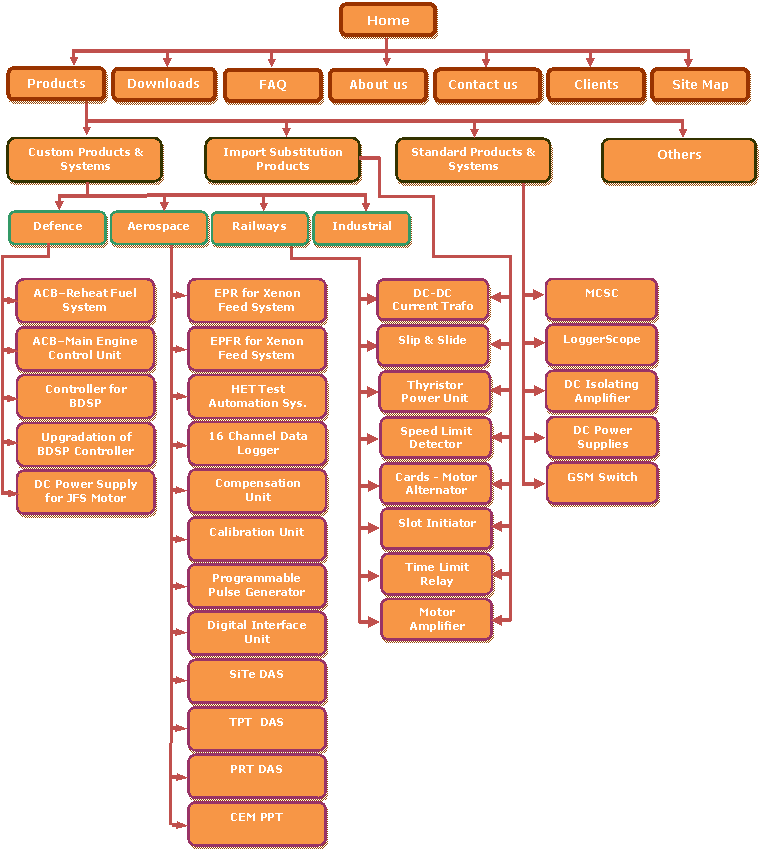 Home
Products
Downloads
FAQ
About us
Contact us
Clients
Site Map
Custom Products &
Systems
Import Substitution
Products
Standard Products &
Systems
Others
Defence
Aerospace
Railways
Industrial
ACB-Reheat Fuel
System
ACB-Main Engine
Control Unit
Controller for
BDSP
Upgradation of
BDSP Controller
DC Power Supply
for JFS Motor
EPR for Xenon
Feed System
EPFR for Xenon
Feed System
HET Test
Automation Sys.
16 Channel Data
Logger
Compensation
Unit
Calibration Unit
Programmable
Pulse Generator
Digital Interface
Unit
SiTe DAS
TPT DAS
PRT DAS
CEM PPT
DC-DC
Current Trafo
Slip & Slide
Thyristor
Power Unit
Speed Limit
Detector
Cards - Motor
Alternator
Slot Initiator
Time Limit
Relay
Motor
Amplifier
MCSC
LoggerScope
DC Isolating
Amplifier
DC Power
Supplies
GSM Switch